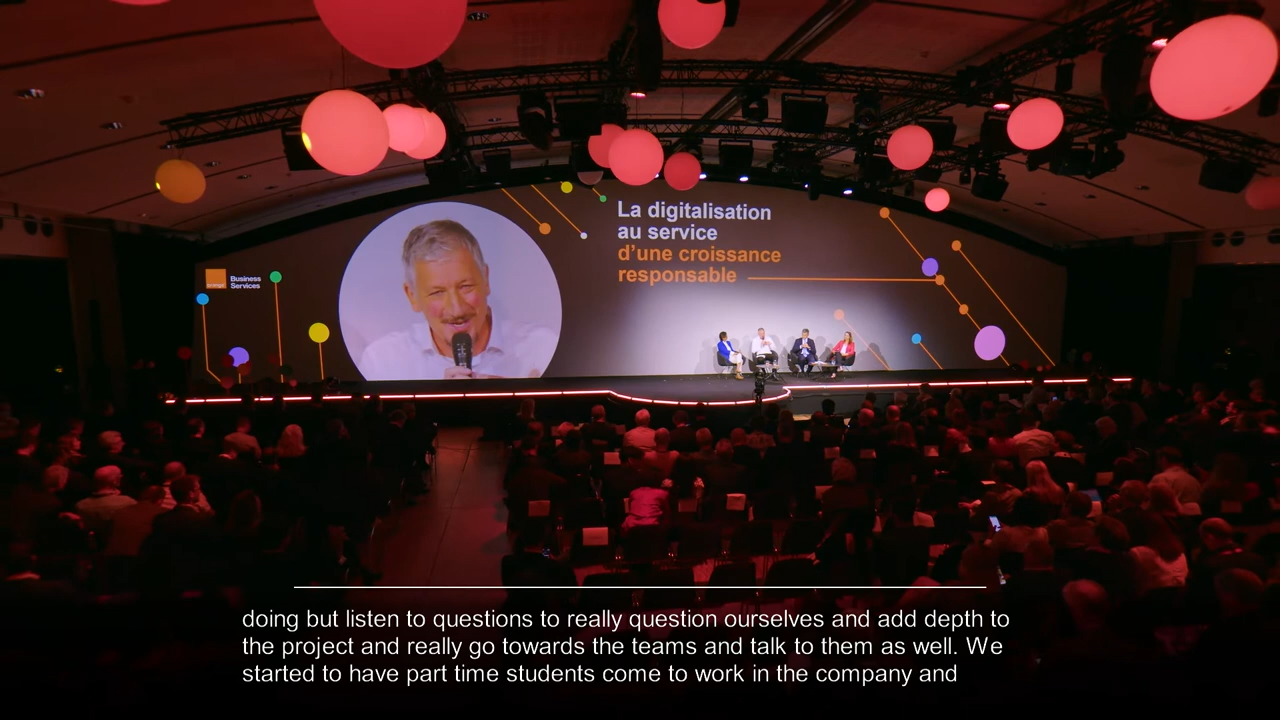 La digitalisation
au service
d'une croissance
responsable
Business
Services
doing but listen to questions to really question ourselves and add depth to
the project and really go towards the teams and talk to them as well. We
started to have part time students come to work in the company and